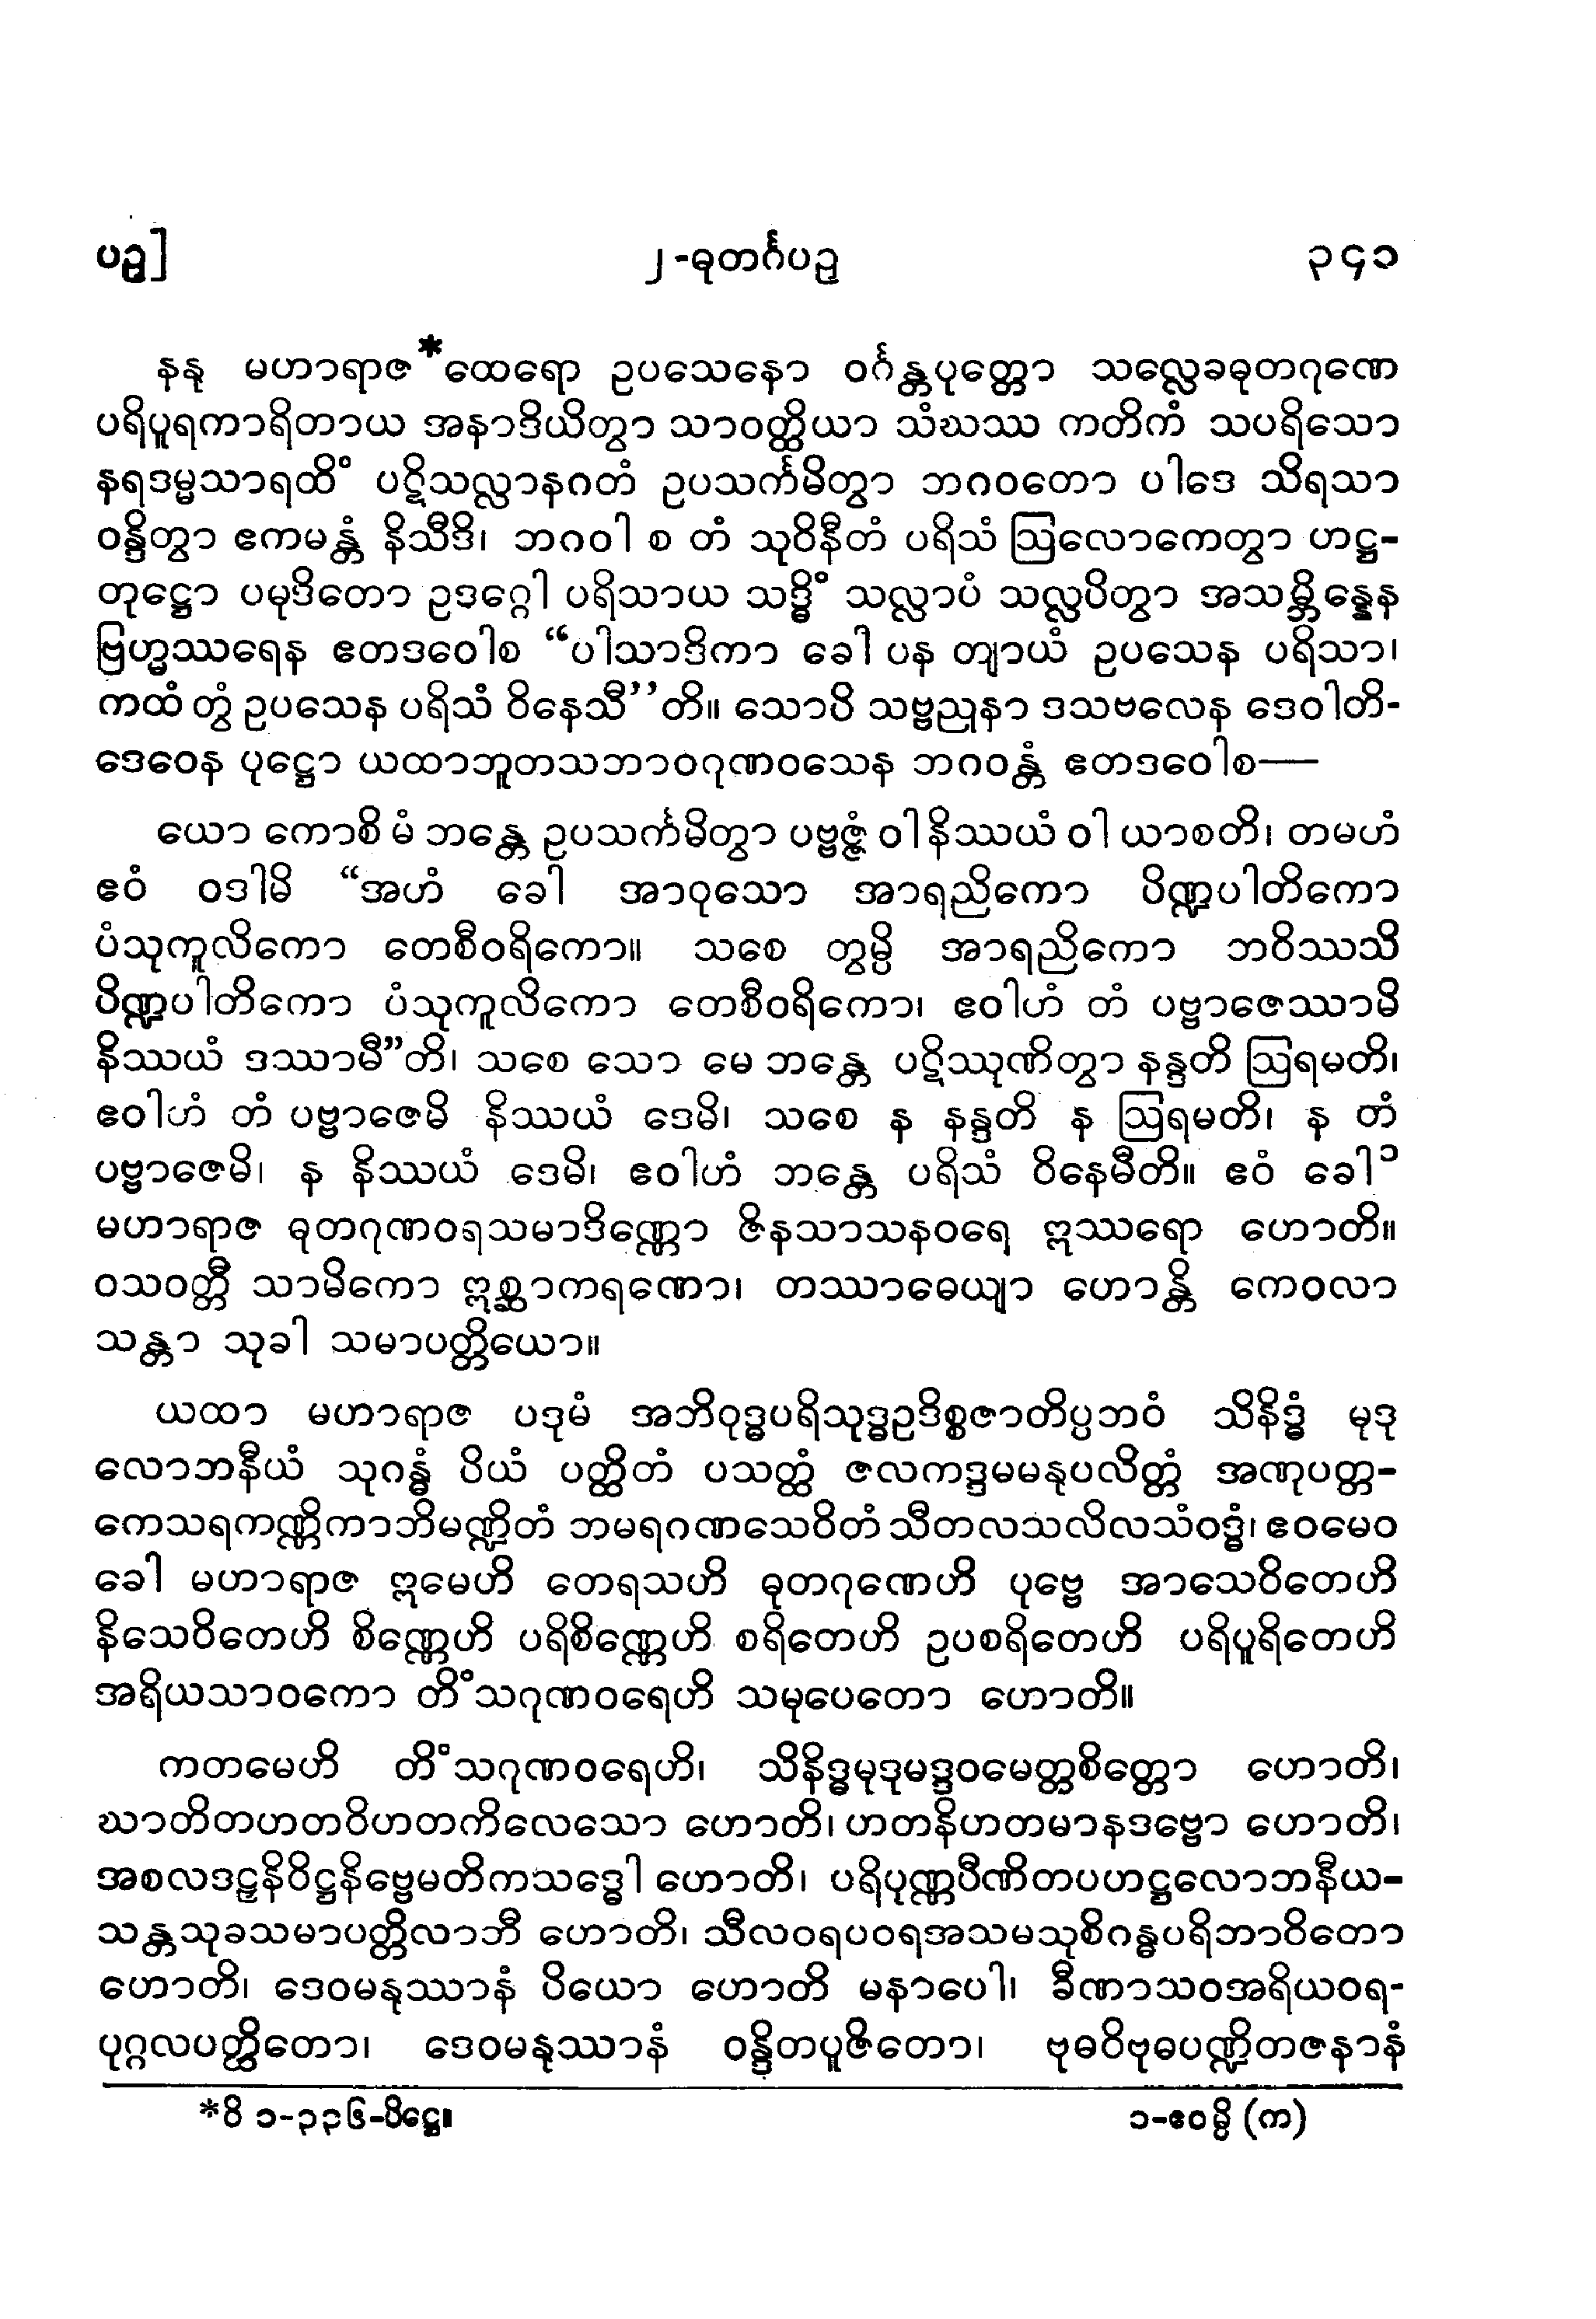 ပဉှ]
၂-ဓုတင်္ဂပဉှ
၃၄၁
နနု မဟာရာဇ*ထေရော ဥပသေနော ဝင်္ဂန္တပုတ္တော သလ္လေခဓုတဂုဏေ
ပရိပူရကာရိတာယ အနာဒိယိတွာ သာဝတ္ထိယာ သံဃဿ ကတိကံ သပရိသော
နရဒမ္မသာရထိံ ပဋိသလ္လာနဂတံ ဥပသင်္ကမိတွာ ဘဂဝတော ပါဒေ သိရသာ
ဝန္ဒိတွာ ဧကမန္တံ နိသီဒိ၊ ဘဂဝါ စ တံ သုဝိနီတံ ပရိသံ ဩလောကေတွာ ဟဋ္ဌ-
တုဋ္ဌော ပမုဒိတော ဥဒဂ္ဂေါ ပရိသာယ သဒ္ဓိံ သလ္လာပံ သလ္လပိတွာ အသမ္ဘိန္နေန
ဗြဟ္မဿရေန ဧတဒဝေါစ “ပါသာဒိကာ ခေါ ပန တျာယံ ဥပသေန ပရိသာ၊
ကထံ တွံ ဥပသေန ပရိသံ ဝိနေသီ’’တိ။ သောပိ သဗ္ဗညုနာ ဒသဗလေန ဒေဝါတိ-
ဒေဝေန ပုဋ္ဌော ယထာဘူတသဘာဝဂုဏဝသေန ဘဂဝန္တံ ဧတဒဝေါစ—
ယော ကောစိ မံ ဘန္တေ ဥပသင်္ကမိတွာ ပဗ္ဗဇ္ဇံ ဝါ နိဿယံ ဝါ ယာစတိ၊ တမဟံ
ဧဝံ ဝဒါမိ “အဟံ ခေါ အာဝုသော အာရညိကော ပိဏ္ဍပါတိကော
ပံသုကူလိကော တေစီဝရိကော။ သစေ တွမ္ပိ အာရညိကော ဘဝိဿသိ
ပိဏ္ဍပါတိကော ပံသုကူလိကော တေစီဝရိကော၊ ဧဝါဟံ တံ ပဗ္ဗာဇေဿာမိ
နိဿယံ ဒဿာမီ”တိ၊ သစေ သော မေ ဘန္တေ ပဋိဿုဏိတွာ နန္ဒတိ ဩရမတိ၊
ဧဝါဟံ တံ ပဗ္ဗာဇေမိ နိဿယံ ဒေမိ၊ သစေ န နန္ဒတိ န ဩရမတိ၊ န တံ
ပဗ္ဗာဇေမိ၊ န နိဿယံ ဒေမိ၊ ဧဝါဟံ ဘန္တေ ပရိသံ ဝိနေမီတိ။ ဧဝံ ခေါ၁
မဟာရာဇ ဓုတဂုဏဝရသမာဒိဏ္ဏော ဇိနသာသနဝရေ ဣဿရော ဟောတိ။
ဝသဝတ္တီ သာမိကော ဣစ္ဆာကရဏော၊ တဿာဓေယျာ ဟောန္တိ ကေဝလာ
သန္တာ သုခါ သမာပတ္တိယော။
ယထာ မဟာရာဇ ပဒုမံ အဘိဝုဒ္ဓပရိသုဒ္ဓဥဒိစ္စဇာတိပ္ပဘဝံ သိနိဒ္ဓံ မုဒု
လောဘနီယံ သုဂန္ဓံ ပိယံ ပတ္ထိတံ ပသတ္ထံ ဇလကဒ္ဒမမနုပလိတ္တံ အဏုပတ္တ-
ကေသရကဏ္ဏိကာဘိမဏ္ဍိတံ ဘမရဂဏသေဝိတံ သီတလသလိလသံဝဒ္ဓံ၊ ဧဝမေဝ
ခေါ မဟာရာဇ ဣမေဟိ တေရသဟိ ဓုတဂုဏေဟိ ပုဗ္ဗေ အာသေဝိတေဟိ
နိသေဝိတေဟိ စိဏ္ဏေဟိ ပရိစိဏ္ဏေဟိ စရိတေဟိ ဥပစရိတေဟိ ပရိပူရိတေဟိ
အရိယသာဝကော တိံသဂုဏဝရေဟိ သမုပေတော ဟောတိ။
ကတမေဟိ တိံသဂုဏဝရေဟိ၊ သိနိဒ္ဓမုဒုမဒ္ဒဝမေတ္တစိတ္တော ဟောတိ၊
ဃာတိတဟတဝိဟတကိလေသော ဟောတိ၊ ဟတနိဟတမာနဒဗ္ဗော ဟောတိ၊
အစလဒဠှနိဝိဋ္ဌနိဗ္ဗေမတိကသဒ္ဓေါ ဟောတိ၊ ပရိပုဏ္ဏပီဏိတပဟဋ္ဌလောဘနီယ-
သန္တသုခသမာပတ္တိလာဘီ ဟောတိ၊ သီလဝရပဝရအသမသုစိဂန္ဓပရိဘာဝိတော
ဟောတိ၊ ဒေဝမနုဿာနံ ပိယော ဟောတိ မနာပေါ၊ ခီဏာသဝအရိယဝရ-
ပုဂ္ဂလပတ္ထိတော၊ ဒေဝမနုဿာနံ ဝန္ဒိတပူဇိတော၊ ဗုဓဝိဗုဓပဏ္ဍိတဇနာနံ
*ဝိ ၁-၃၃၆-ပိဋ္ဌေ။
၁-ဧဝမ္ပိ (က)